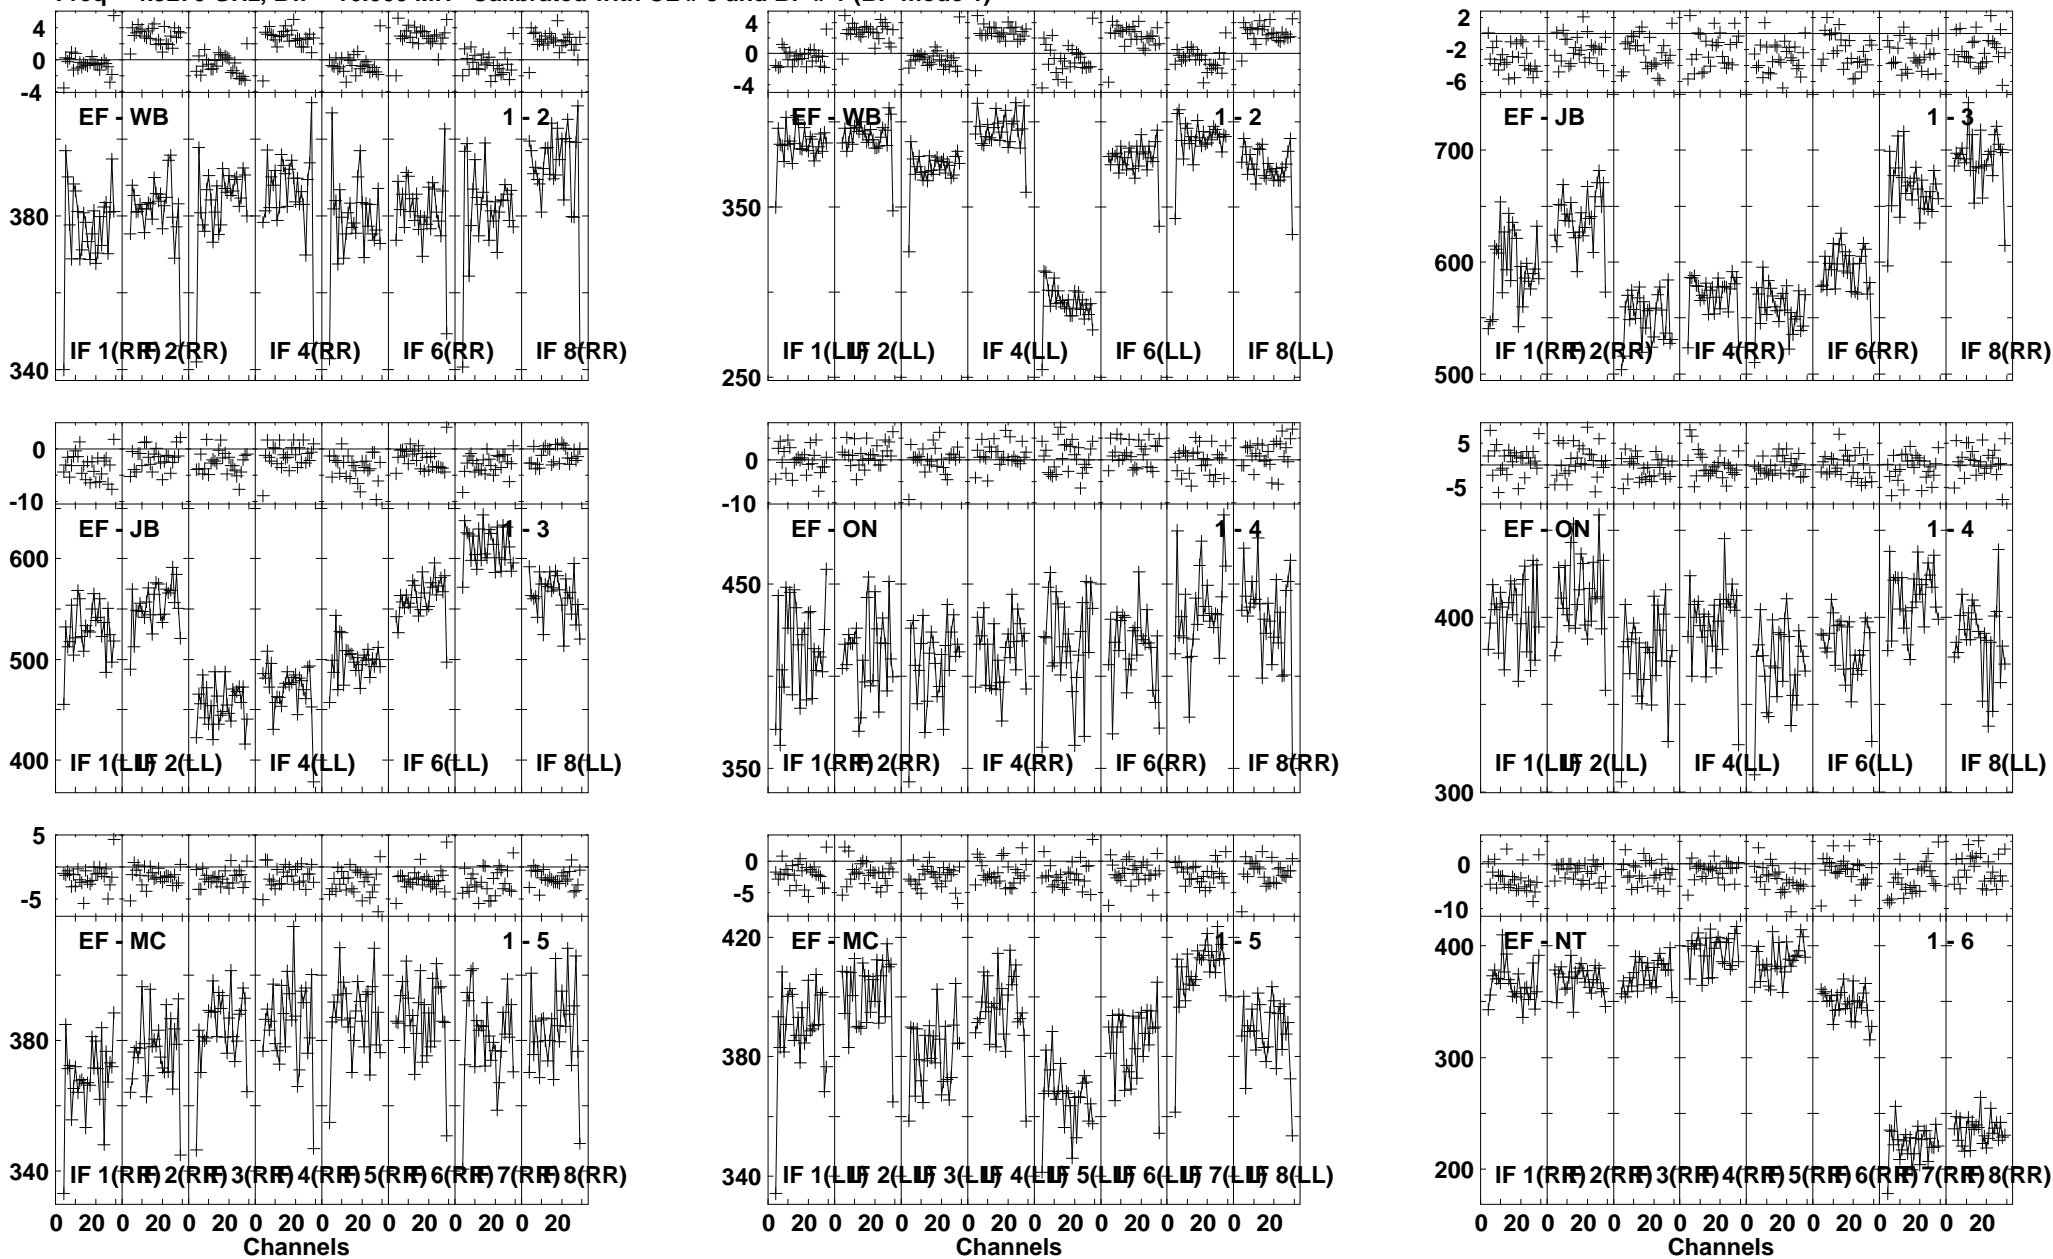 4 4 2
0 0 -2
-4 -4 -6
EF - WB 1 - 2 EF - WB 1 - 2 EF - JB 1 - 3
700
380 350 600
IF 1(RR) IF 2(RR) IF 4(RR) IF 6(RR) IF 8(RR) IF 1(LL) IF 2(LL) IF 4(LL) IF 6(LL) IF 8(LL) IF 1(RR) IF 2(RR) IF 4(RR) IF 6(RR) IF 8(RR)
340 250 500
0 0 5
-10 -10 -5
EF - JB 1 - 3 EF - ON 1 - 4 EF - ON 1 - 4
600 450
500 400
400 350 300
IF 1(LL) IF 2(LL) IF 4(LL) IF 6(LL) IF 8(LL) IF 1(RR) IF 2(RR) IF 4(RR) IF 6(RR) IF 8(RR) IF 1(LL) IF 2(LL) IF 4(LL) IF 6(LL) IF 8(LL)
5 0 0
-5 -5 -10
EF - MC 1 - 5 EF - MC 1 - 5 EF - NT 1 - 6
420 400
380 380 300
340 340 200
IF 1(RR) IF 2(RR) IF 3(RR) IF 4(RR) IF 5(RR) IF 6(RR) IF 7(RR) IF 8(RR) IF 1(LL) IF 2(LL) IF 3(LL) IF 4(LL) IF 5(LL) IF 6(LL) IF 7(LL) IF 8(LL) IF 1(RR) IF 2(RR) IF 3(RR) IF 4(RR) IF 5(RR) IF 6(RR) IF 7(RR) IF 8(RR)
0 20 0 20 0 20 0 20 0 20 0 20 0 20 0 20 0 20 0 20 0 20 0 20 0 20 0 20 0 20 0 20 0 20 0 20 0 20 0 20 0 20 0 20 0 20 0 20
Channels Channels Channels